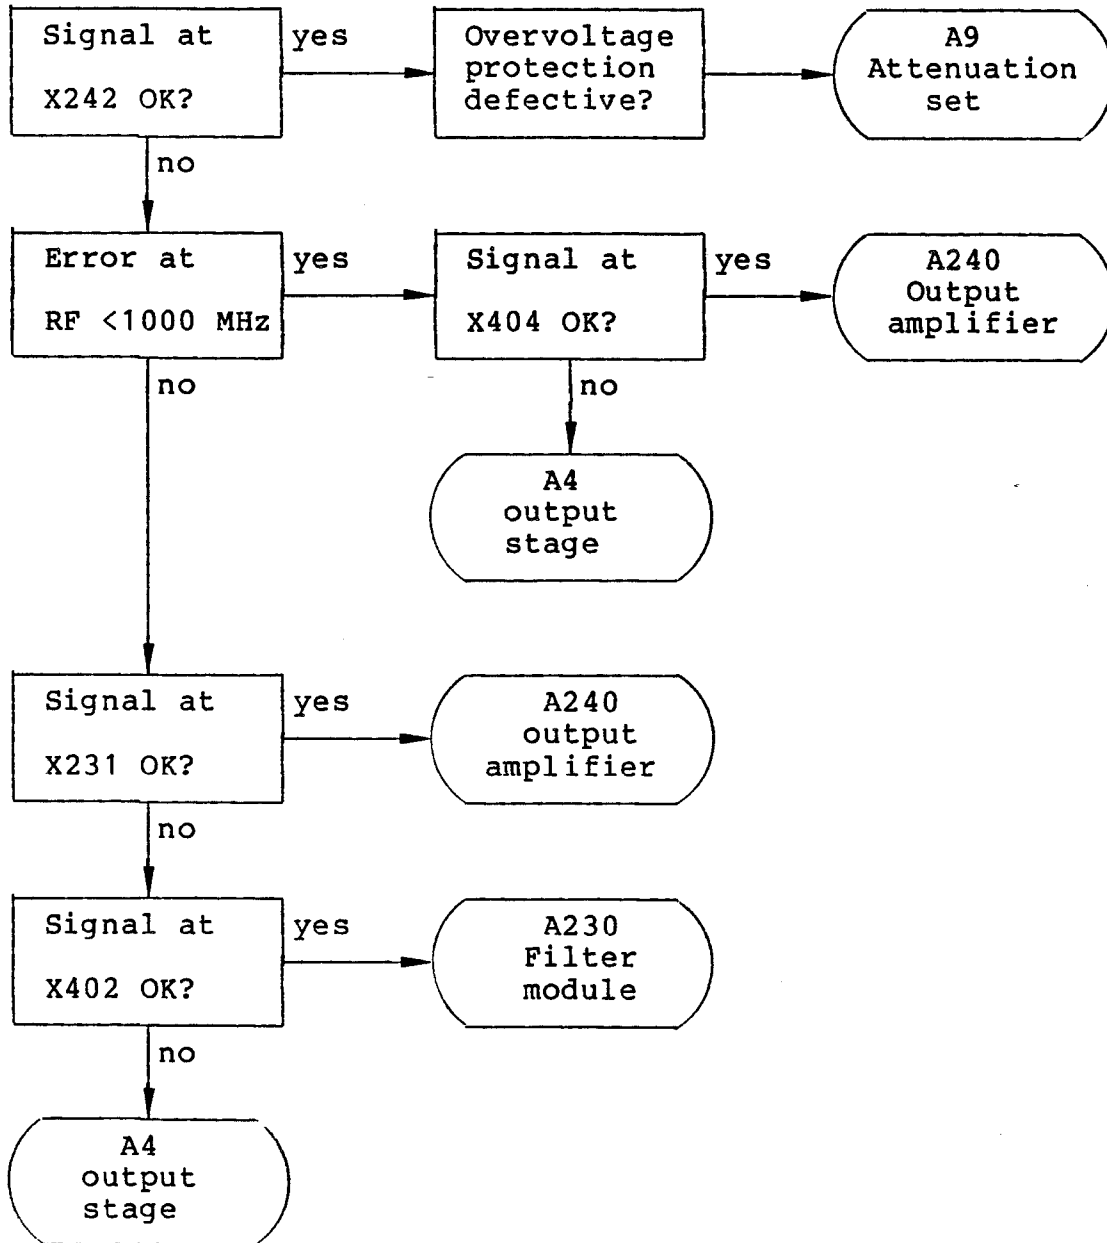 Signal at
X242 OK?
yes
Overvoltage
protection
defective?
A9
Attenuation
set
no
Error at
RF <1000 MHz
yes
Signal at
X404 OK?
yes
A240
Output
amplifier
no
no
A4
output
stage
Signal at
X231 OK?
yes
A240
output
amplifier
no
Signal at
X402 OK?
yes
A230
Filter
module
no
A4
output
stage